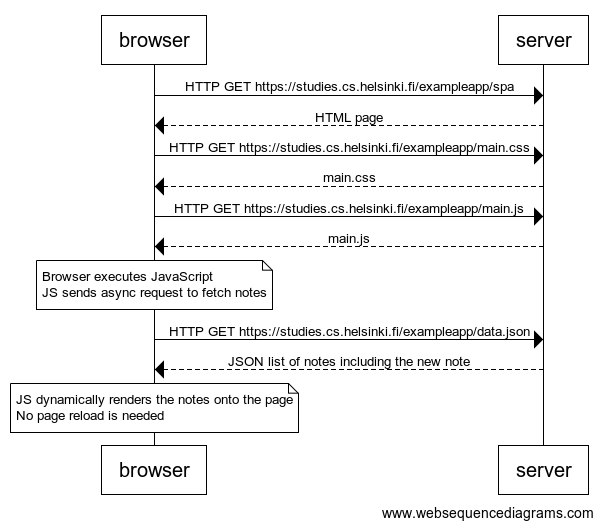 browser
server
HTTP GET https://studies.cs.helsinki.fi/exampleapp/spa
HTML page
HTTP GET https://studies.cs.helsinki.fi/exampleapp/main.css
main.css
HTTP GET https://studies.cs.helsinki.fi/exampleapp/main.js
main.js
Browser executes JavaScript
JS sends async request to fetch notes
HTTP GET https://studies.cs.helsinki.fi/exampleapp/data.json
JSON list of notes including the new note
JS dynamically renders the notes onto the page
No page reload is needed
browser
server
www.websequencediagrams.com